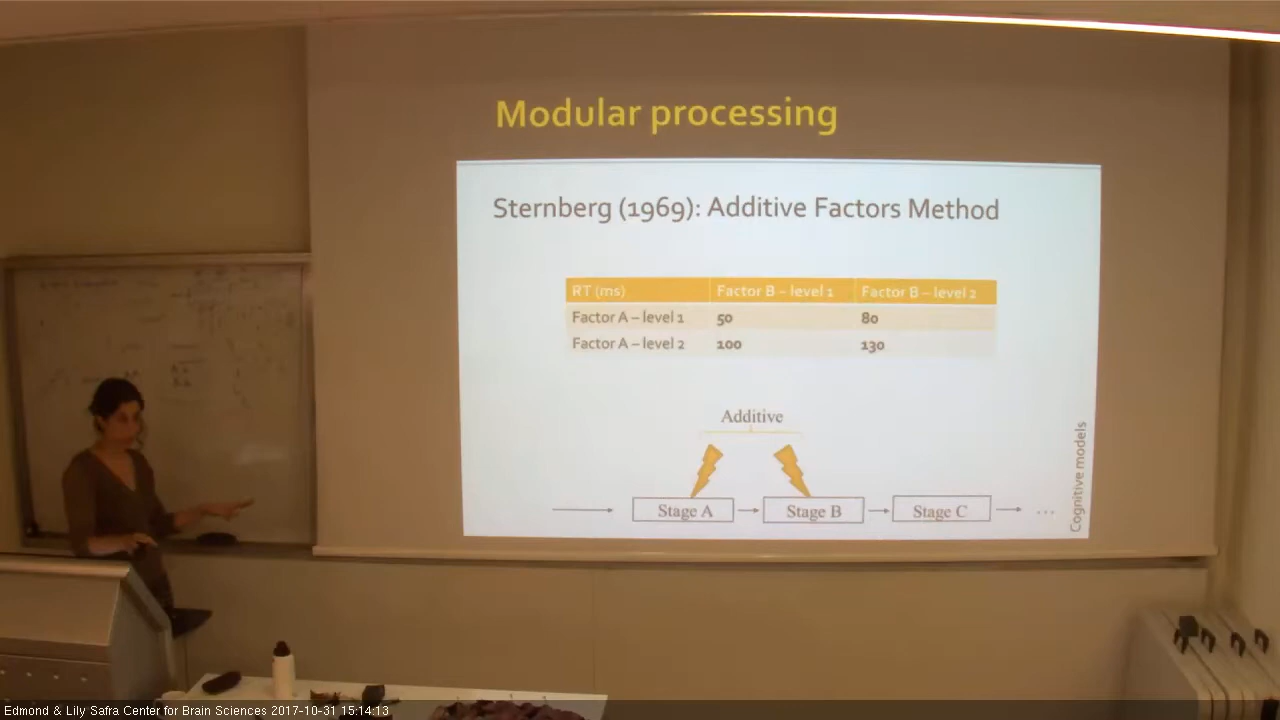 Modular processing
Sternberg (1969): Additive Factors Method
RT (ms) Factor B – level 1 Factor B – level 2
Factor A – level 1 50 80
Factor A – level 2 100 130
Additive
Stage A Stage B Stage C ...
Cognitive models
Edmond & Lily Safra Center for Brain Sciences 2017-10-31 15:14:13